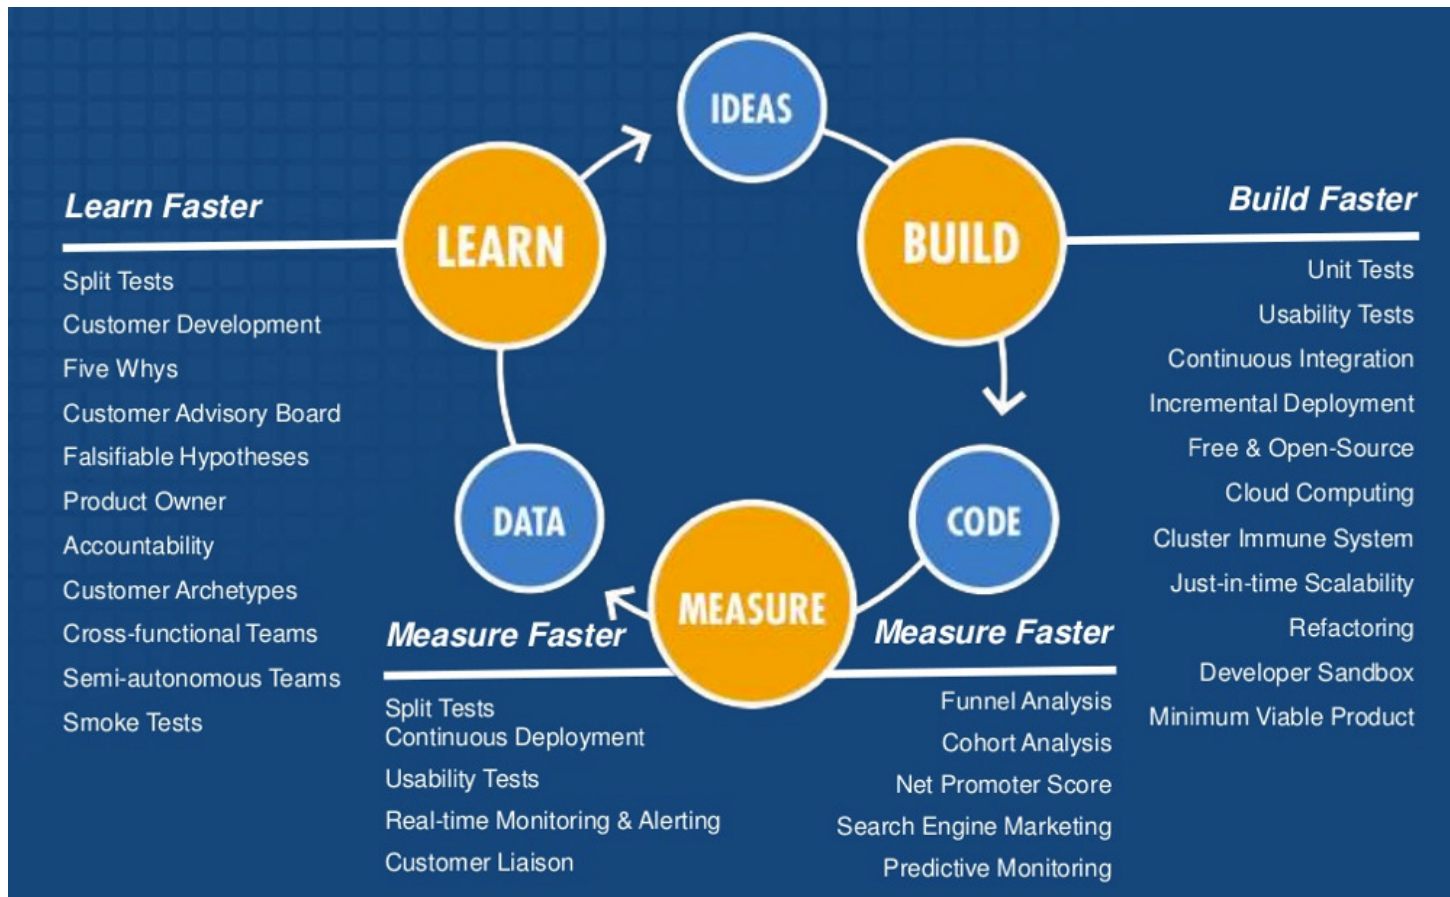 IDEAS
LEARN
BUILD
Learn Faster
Split Tests
Customer Development
Five Whys
Customer Advisory Board
Falsifiable Hypotheses
Product Owner
Accountability
Customer Archetypes
Cross-functional Teams
Semi-autonomous Teams
Smoke Tests
Build Faster
Unit Tests
Usability Tests
Continuous Integration
Incremental Deployment
Free & Open-Source
Cloud Computing
Cluster Immune System
Just-in-time Scalability
Refactoring
Developer Sandbox
Minimum Viable Product
DATA
CODE
MEASURE
Measure Faster
Split Tests
Continuous Deployment
Usability Tests
Real-time Monitoring & Alerting
Customer Liaison
Measure Faster
Funnel Analysis
Cohort Analysis
Net Promoter Score
Search Engine Marketing
Predictive Monitoring